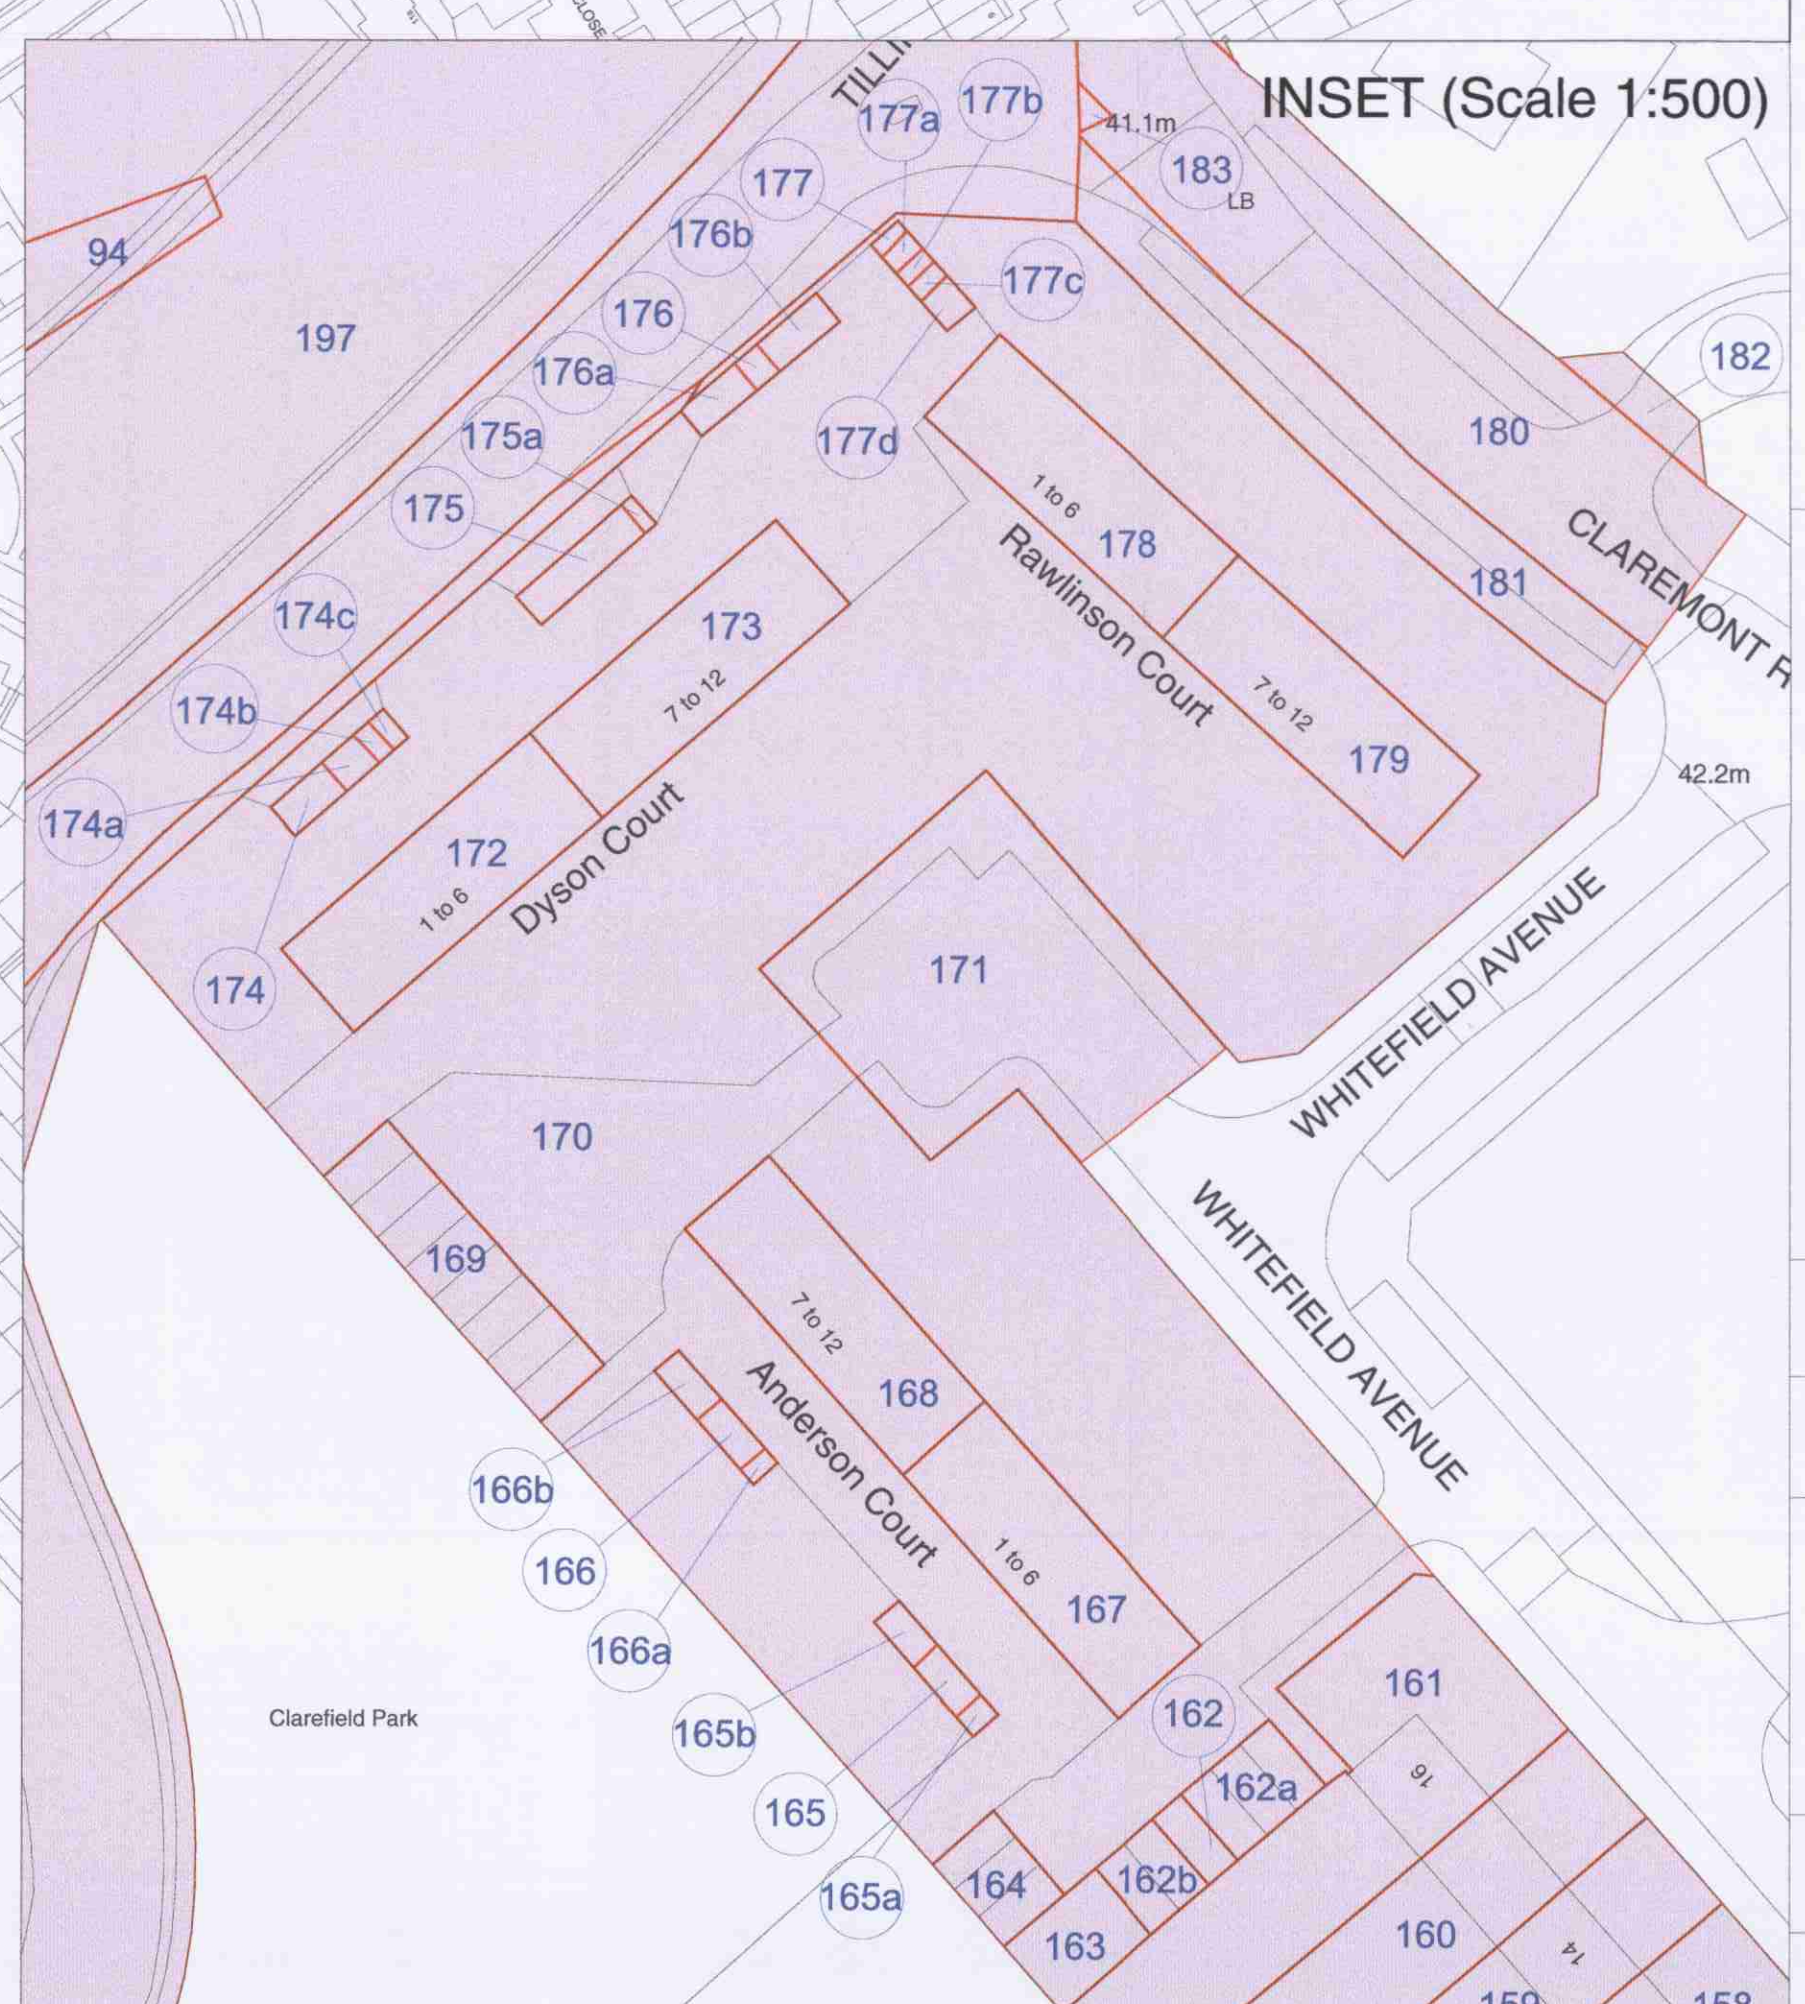 CLOSE
INSET (Scale 1:500)
177b
177a
41.1m
183
LB
177
176b
94
177c
176
197
182
176a
175a
177d
180
175
1 to 6
178
Rawlinson Court
CLAREMONT R
181
174c
173
7 to 12
7 to 12
174b
179
42.2m
174a
172
1 to 6
Dyson Court
174
171
WHITEFIELD AVENUE
170
WHITEFIELD AVENUE
169
7 to 12
168
Anderson Court
166b
166
1 to 6
167
166a
161
162
Clarefield Park
165b
16
162a
165
162b
164
165a
160
163
14